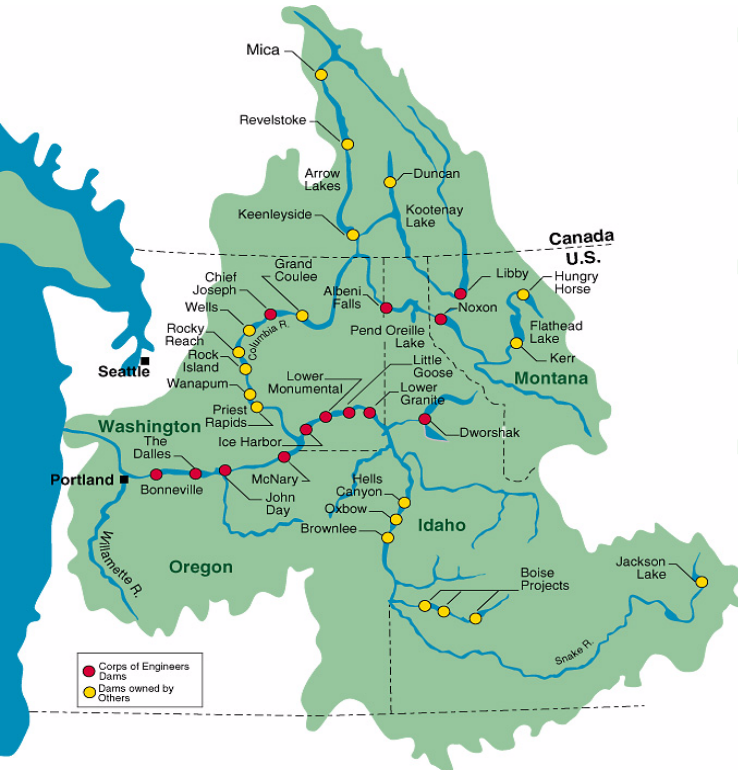 Mica
Revelstoke
Arrow
Lakes
Duncan
Keenleyside
Kootenay
Lake
Canada
U.S.
Grand
Coulee
Chief
Joseph
Albeni
Falls
Libby
Hungry
Horse
Wells
Noxon
Columbia R.
Pend Oreille
Lake
Flathead
Lake
Rocky
Reach
Rock
Island
Kerr
Seattle
Little
Goose
Wanapum
Lower
Monumental
Lower
Granite
Montana
Priest
Rapids
Washington
Ice Harbor
Dworshak
The
Dalles
Portland
Bonneville
McNary
John
Day
Hells
Canyon
Oxbow
Brownlee
Idaho
Willamette R.
Oregon
Boise
Projects
Jackson
Lake
Snake R.
Corps of Engineers
Dams
Dams owned by
Others